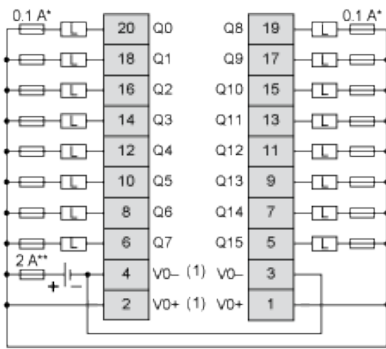 0.1 A* 20 Q0 Q8 19 0.1 A*
L 18 Q1 Q9 17 L
L 16 Q2 Q10 15 L
L 14 Q3 Q11 13 L
L 12 Q4 Q12 11 L
L 10 Q5 Q13 9 L
L 8 Q6 Q14 7 L
L 6 Q7 Q15 5 L
L L
2 A** + − 4 V0− (1) V0− 3
2 V0+ (1) V0+ 1